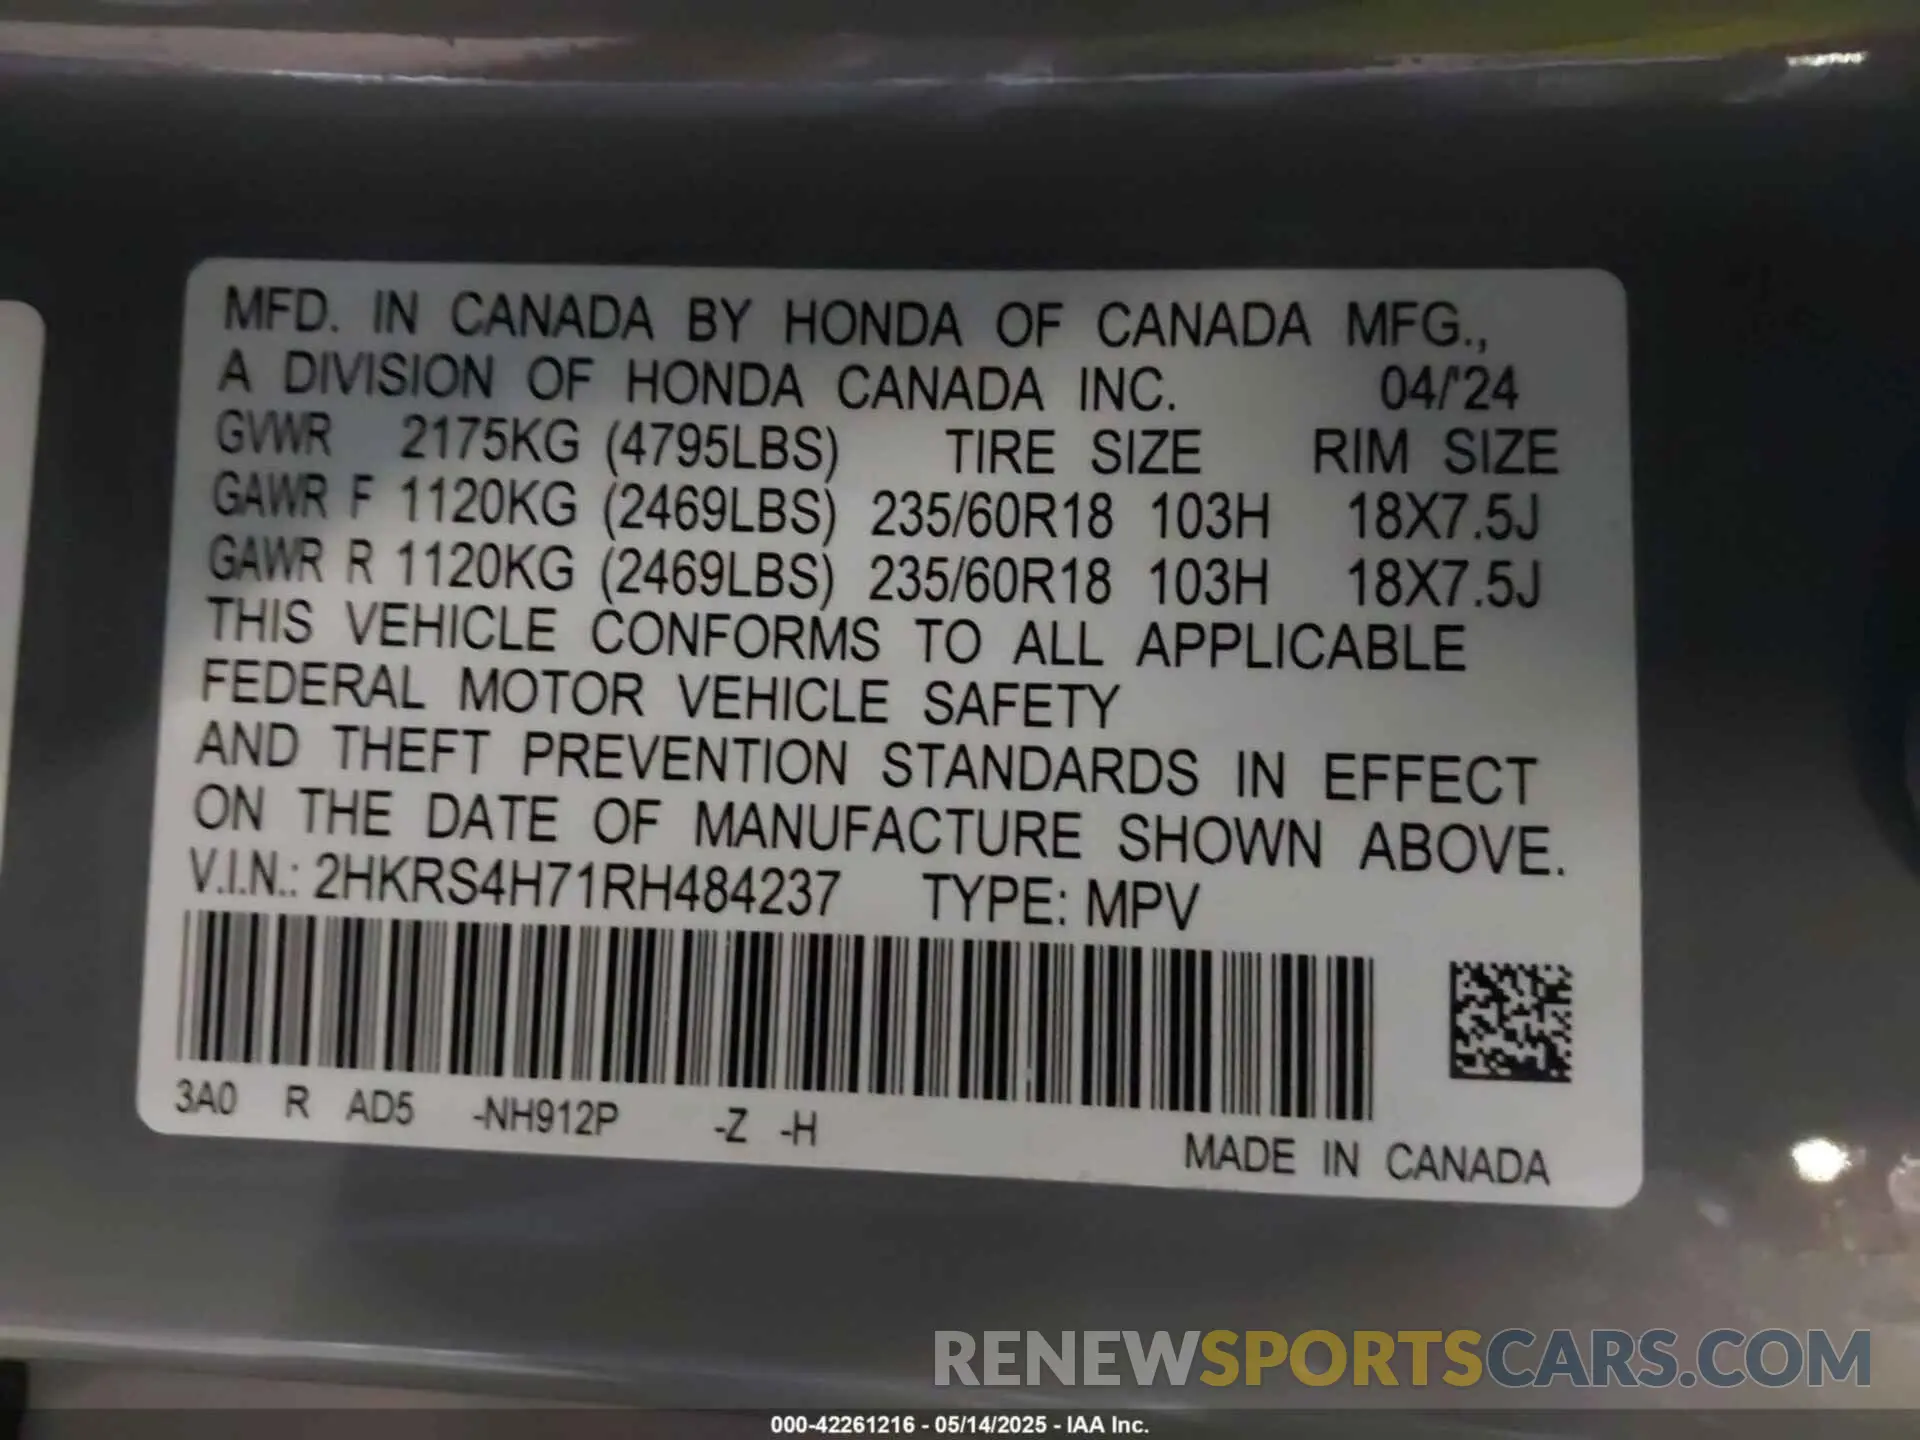 MFD. IN CANADA BY HONDA OF CANADA MFG.,
A DIVISION OF HONDA CANADA INC. 04/'24
GVWR 2175KG (4795LBS) TIRE SIZE RIM SIZE
GAWR F 1120KG (2469LBS) 235/60R18 103H 18X7.5J
GAWR R 1120KG (2469LBS) 235/60R18 103H 18X7.5J
THIS VEHICLE CONFORMS TO ALL APPLICABLE
FEDERAL MOTOR VEHICLE SAFETY
AND THEFT PREVENTION STANDARDS IN EFFECT
ON THE DATE OF MANUFACTURE SHOWN ABOVE.
V.I.N.: 2HKRS4H71RH484237 TYPE: MPV
3A0 R AD5 -NH912P -Z -H
MADE IN CANADA
RENEWSPORTSCARS.COM
000-42261216 - 05/14/2025 - IAA Inc.